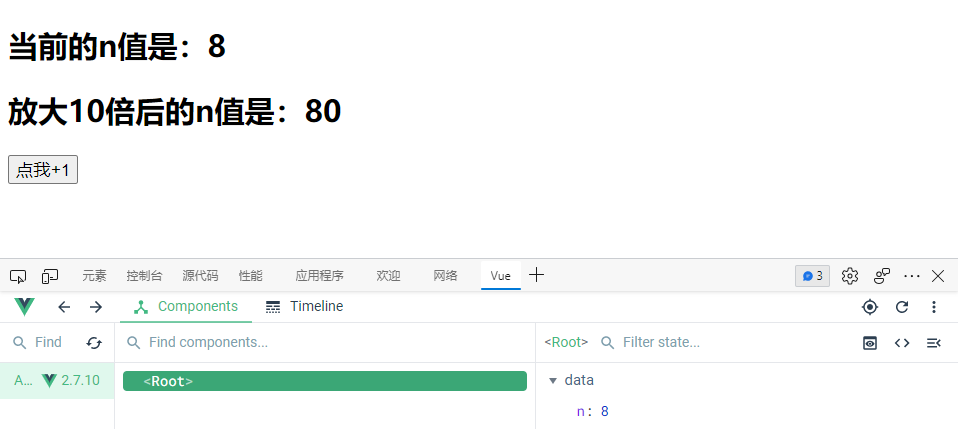 当前的n值是：8
放大10倍后的n值是：80
点我+1
元素 控制台 源代码 性能 应用程序 欢迎 网络 Vue 3
Components Timeline
Find Find components... <Root> Filter state...
A... 2.7.10 <Root> data
n: 8